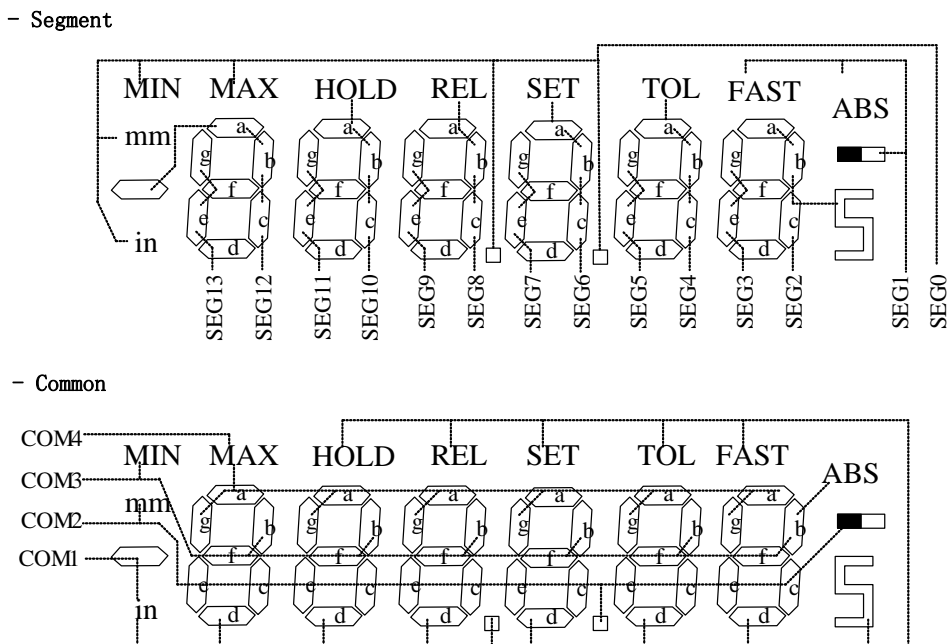 - Segment
MIN MAX HOLD REL SET TOL FAST ABS
mm
in
a b c d e f g
a b c d e f g
a b c d e f g
a b c d e f g
a b c d e f g
a b c d e f g
SEG13 SEG12 SEG11 SEG10 SEG9 SEG8 SEG7 SEG6 SEG5 SEG4 SEG3 SEG2 SEG1 SEG0
- Common
COM4
COM3
COM2
COM1
MIN MAX HOLD REL SET TOL FAST ABS
mm
in
a b c d e f g
a b c d e f g
a b c d e f g
a b c d e f g
a b c d e f g
a b c d e f g